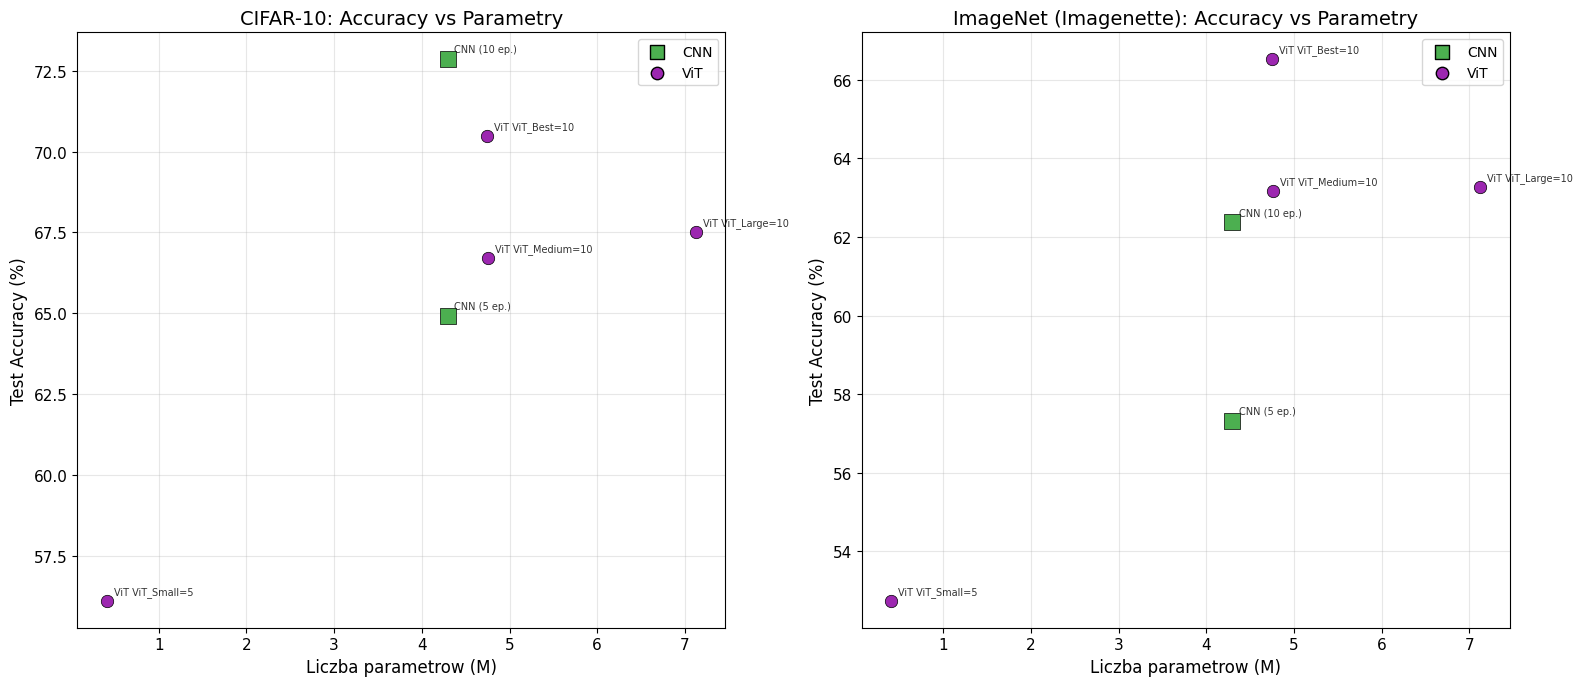 CIFAR-10: Accuracy vs Parametry
CNN (10 ep.)
CNN
ViT
72.5
ViT ViT_Best=10
70.0
ViT ViT_Large=10
67.5
ViT ViT_Medium=10
65.0
CNN (5 ep.)
62.5
60.0
57.5
ViT ViT_Small=5
Test Accuracy (%)
1 2 3 4 5 6 7
Liczba parametrow (M)
ImageNet (Imagenette): Accuracy vs Parametry
ViT ViT_Best=10
CNN
ViT
66
64
ViT ViT_Medium=10
ViT ViT_Large=10
CNN (10 ep.)
62
60
58
CNN (5 ep.)
56
54
ViT ViT_Small=5
Test Accuracy (%)
1 2 3 4 5 6 7
Liczba parametrow (M)